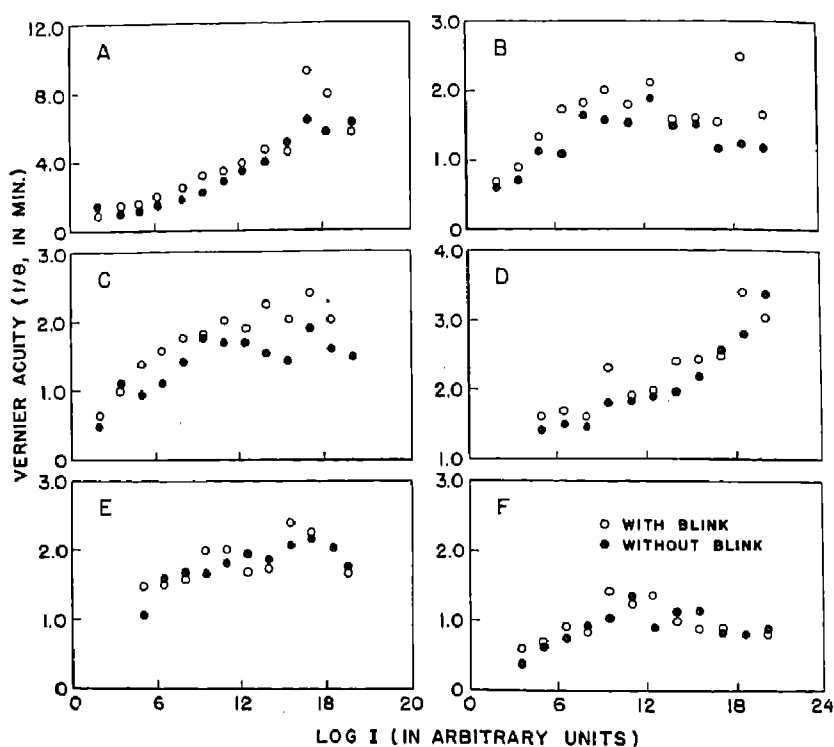 VERNIER ACUITY (1/θ, IN MIN.)
A
12.0
8.0
4.0
0
B
3.0
2.0
1.0
0
C
3.0
2.0
1.0
0
D
4.0
3.0
2.0
1.0
E
3.0
2.0
1.0
0
F
3.0
2.0
1.0
0
WITH BLINK
WITHOUT BLINK
0 6 12 18 20
0 6 12 18 24
LOG I (IN ARBITRARY UNITS)